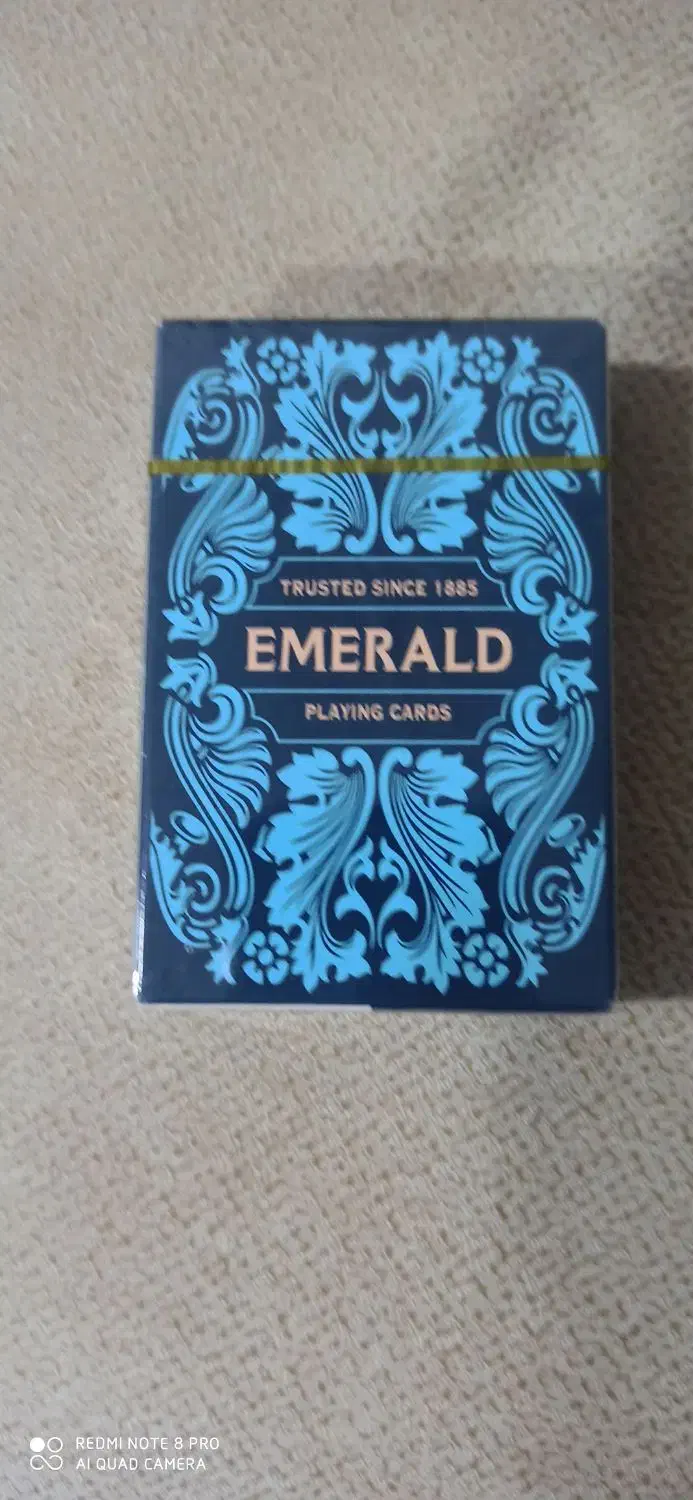 TRUSTED SINCE 1885
EMERALD
PLAYING CARDS
REDMI NOTE 8 PRO
AI QUAD CAMERA